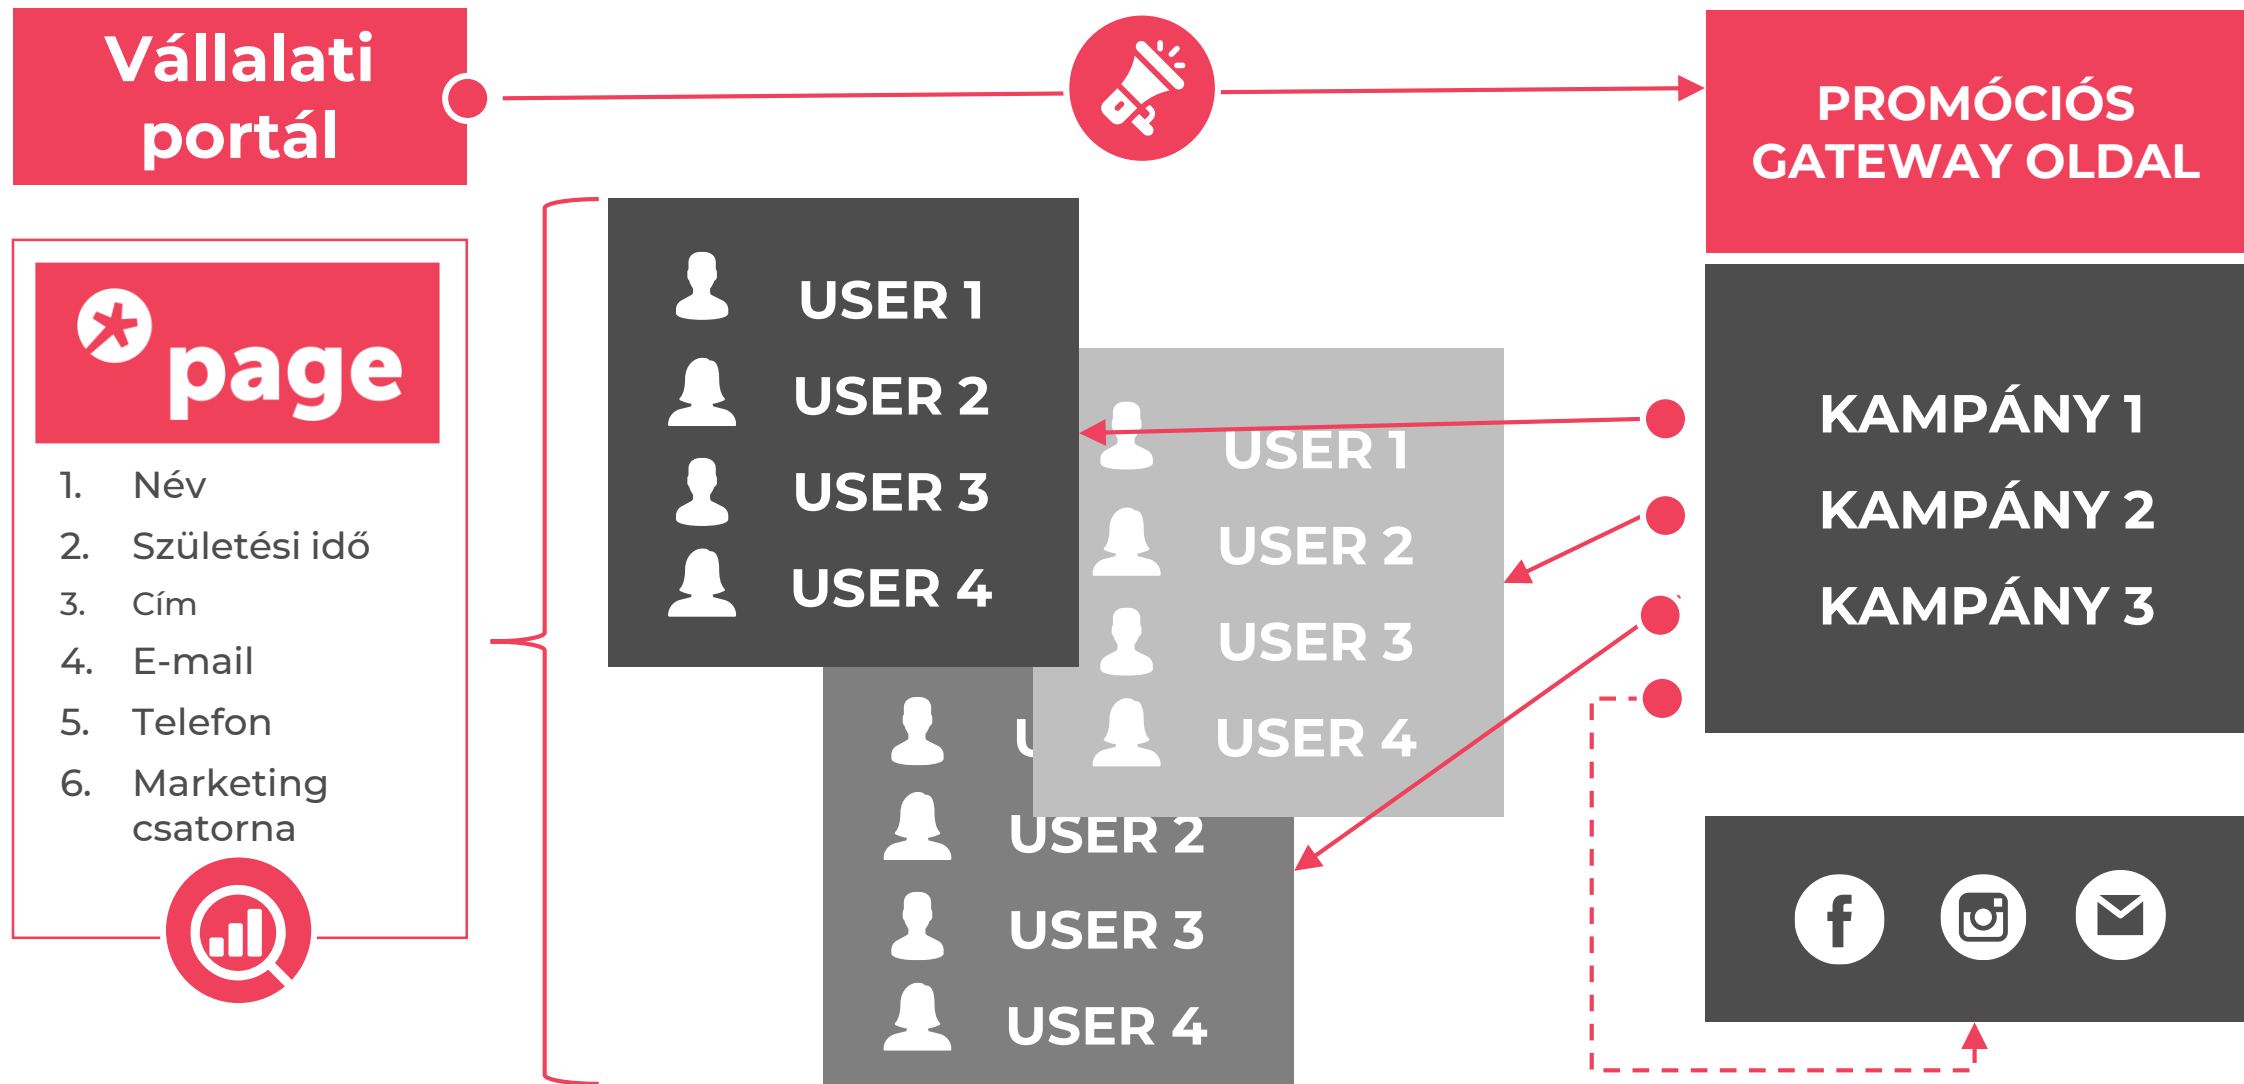 Vállalati
portál
PROMÓCIÓS
GATEWAY OLDAL
page
1. Név
2. Születési idő
3. Cím
4. E-mail
5. Telefon
6. Marketing
csatorna
USER 1
USER 2
USER 3
USER 4
USER 1
USER 2
USER 3
USER 4
USER 2
USER 3
USER 4
KAMPÁNY 1
KAMPÁNY 2
KAMPÁNY 3